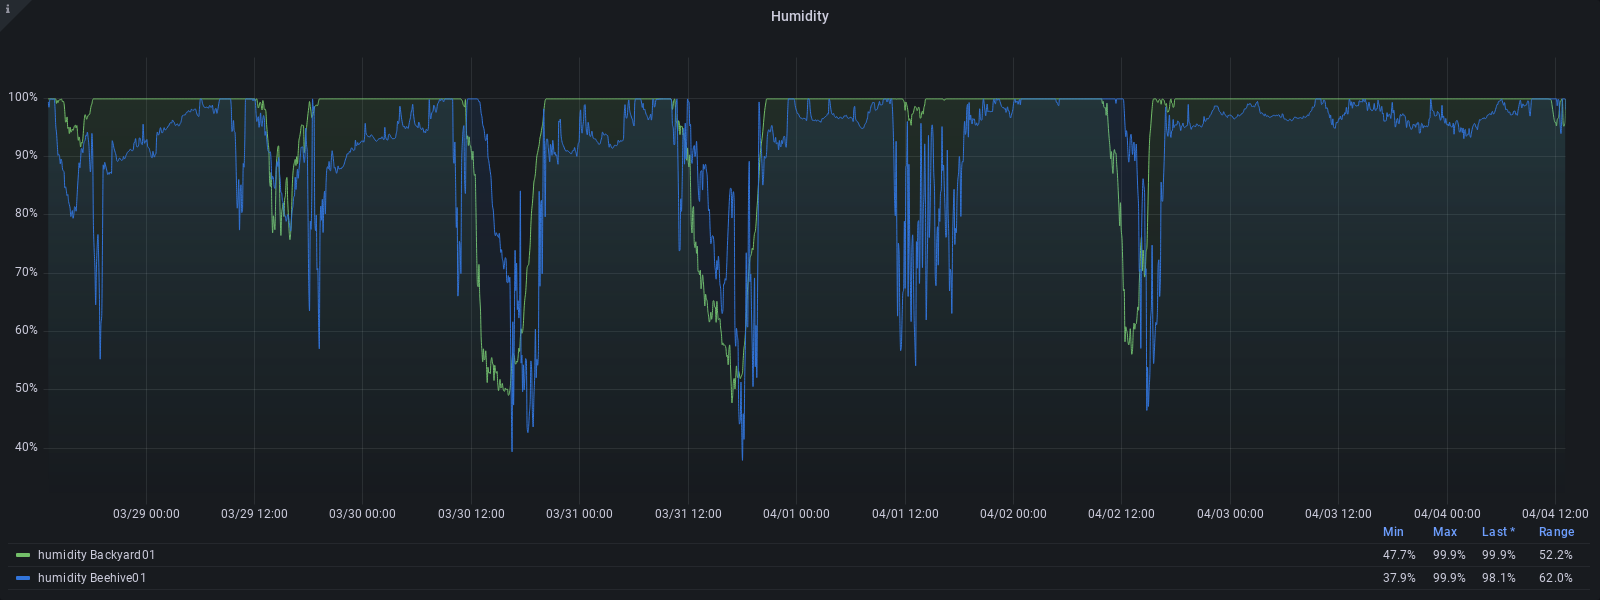 i
Humidity
100%
90%
80%
70%
60%
50%
40%
03/29 00:00 03/29 12:00 03/30 00:00 03/30 12:00 03/31 00:00 03/31 12:00 04/01 00:00 04/01 12:00 04/02 00:00 04/02 12:00 04/03 00:00 04/03 12:00 04/04 00:00 04/04 12:00
Min Max Last * Range
humidity Backyard01 47.7% 99.9% 99.9% 52.2%
humidity Beehive01 37.9% 99.9% 98.1% 62.0%